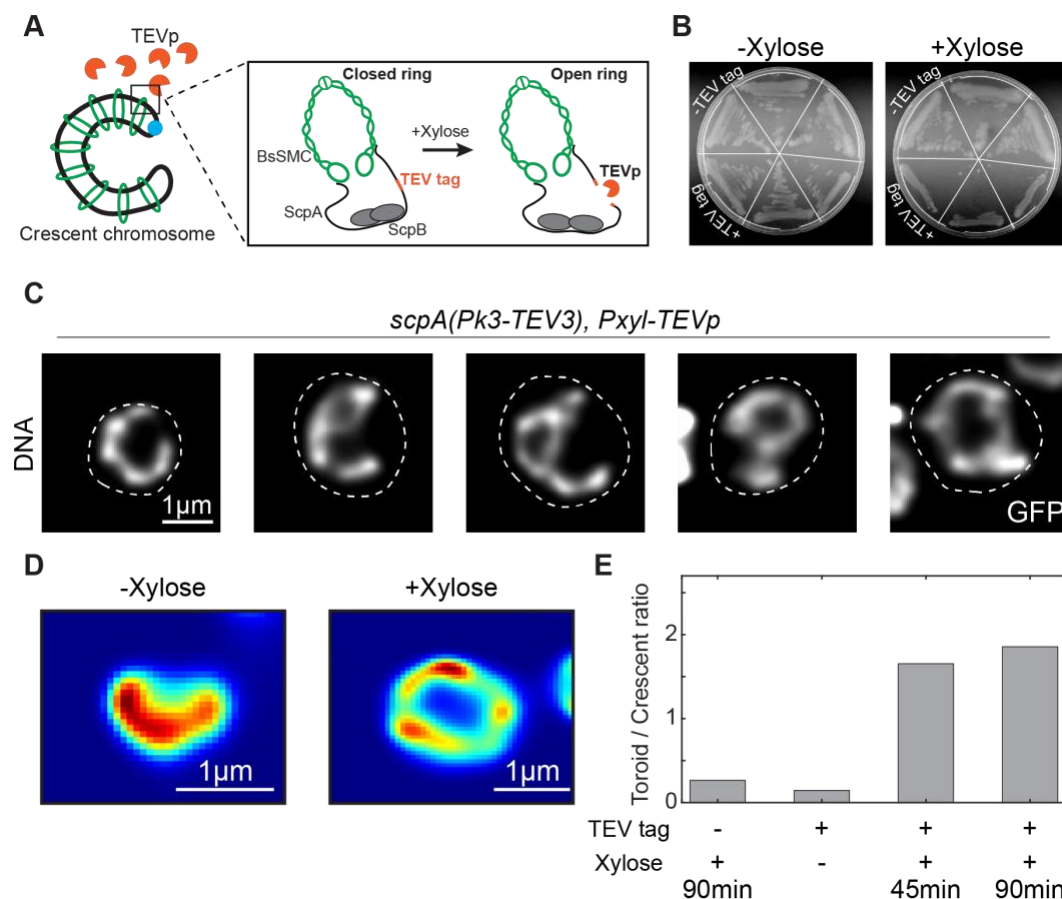 A
TEVp
Crescent chromosome
Closed ring
Open ring
+Xylose
BsSMC
TEV tag
TEVp
ScpA
ScpB
B
-Xylose
+Xylose
-TEV tag
-TEV tag
+TEV tag
+TEV tag
C
scpA(Pk3-TEV3), Pxyl-TEVp
DNA
1µm
GFP
D
-Xylose
+Xylose
1µm
1µm
E
Toroid / Crescent ratio
2
1
0
TEV tag - + + +
Xylose + - + +
90min 45min 90min